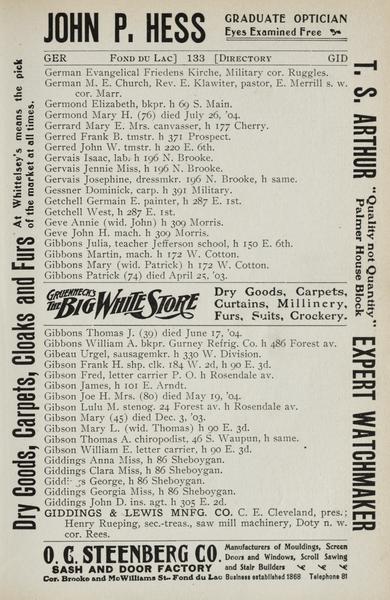 JOHN P. HESS
GRADUATE OPTICIAN
Eyes Examined Free
GER FOND DU LAC] 133 [DIRECTORY GID
German Evangelical Friedens Kirche, Military cor. Ruggles.
German M. E. Church, Rev. E. Klawiter, pastor, E. Merrill s. w.
cor. Marr.
Germond Elizabeth, bkpr. h 69 S. Main.
Germond Mary H. (76) died July 26, '04.
Gerrard Mary E. Mrs. canvasser, h 177 Cherry.
Gerred Frank B. tmstr. h 371 Prospect.
Gerred John W. tmstr. h 220 E. 6th.
Gervais Isaac, lab. h 196 N. Brooke.
Gervais Jennie Miss, h 196 N. Brooke.
Gervais Josephine, dressmkr. 196 N. Brooke, h same.
Gessner Dominick, carp. h 391 Military.
Getchell Germain E. painter, h 287 E. 1st.
Getchell West, h 287 E. 1st.
Geve Annie (wid. John) h 309 Morris.
Geve John H. mach. h 309 Morris.
Gibbons Julia, teacher Jefferson school, h 150 E. 6th.
Gibbons Martin, mach. h 172 W. Cotton.
Gibbons Mary (wid. Patrick) h 172 W. Cotton.
Gibbons Patrick (74) died April 25, '03.
GRUENHECK'S
THE BIG WHITE STORE
Dry Goods, Carpets,
Curtains, Millinery,
Furs, Suits, Crockery.
Gibbons Thomas J. (39) died June 17, '04.
Gibbons William A. bkpr. Gurney Refrig. Co. h 486 Forest av.
Gibeau Urgel, sausagemkr. h 330 W. Division.
Gibson Frank H. shp. clk. 184 W. 2d, h 90 E. 3d.
Gibson Fred, letter carrier P. O. h Rosendale av.
Gibson James, h 101 E. Arndt.
Gibson Joe H. Mrs. (80) died May 19, '04.
Gibson Lulu M. stenog. 24 Forest av. h Rosendale av.
Gibson Mary (45) died Dec. 3, '03.
Gibson Mary L. (wid. Thomas) h 90 E. 3d.
Gibson Thomas A. chiropodist, 46 S. Waupun, h same.
Gibson William E. letter carrier, h 90 E. 3d.
Giddings Anna Miss, h 86 Sheboygan.
Giddings Clara Miss, h 86 Sheboygan.
Giddings George, h 86 Sheboygan.
Giddings Georgia Miss, h 86 Sheboygan.
Giddings John D. ins. agt. h 305 E. 2d.
GIDDINGS & LEWIS MNFG. CO. C. E. Cleveland, pres.;
Henry Rueping, sec.-treas., saw mill machinery, Doty n. w.
cor. Rees.
O. C. STEENBERG CO.
SASH AND DOOR FACTORY
Cor. Brooke and McWilliams St. Fond du Lac
Manufacturers of Mouldings, Screen
Doors and Windows, Scroll Sawing
and Stair Builders
Business established 1868 Telephone 81
Dry Goods, Carpets, Cloaks and Furs
At Whittelsey's means the pick
of the market at all times.
T. S. ARTHUR
"Quality not Quantity"
Palmer House Block
EXPERT WATCHMAKER